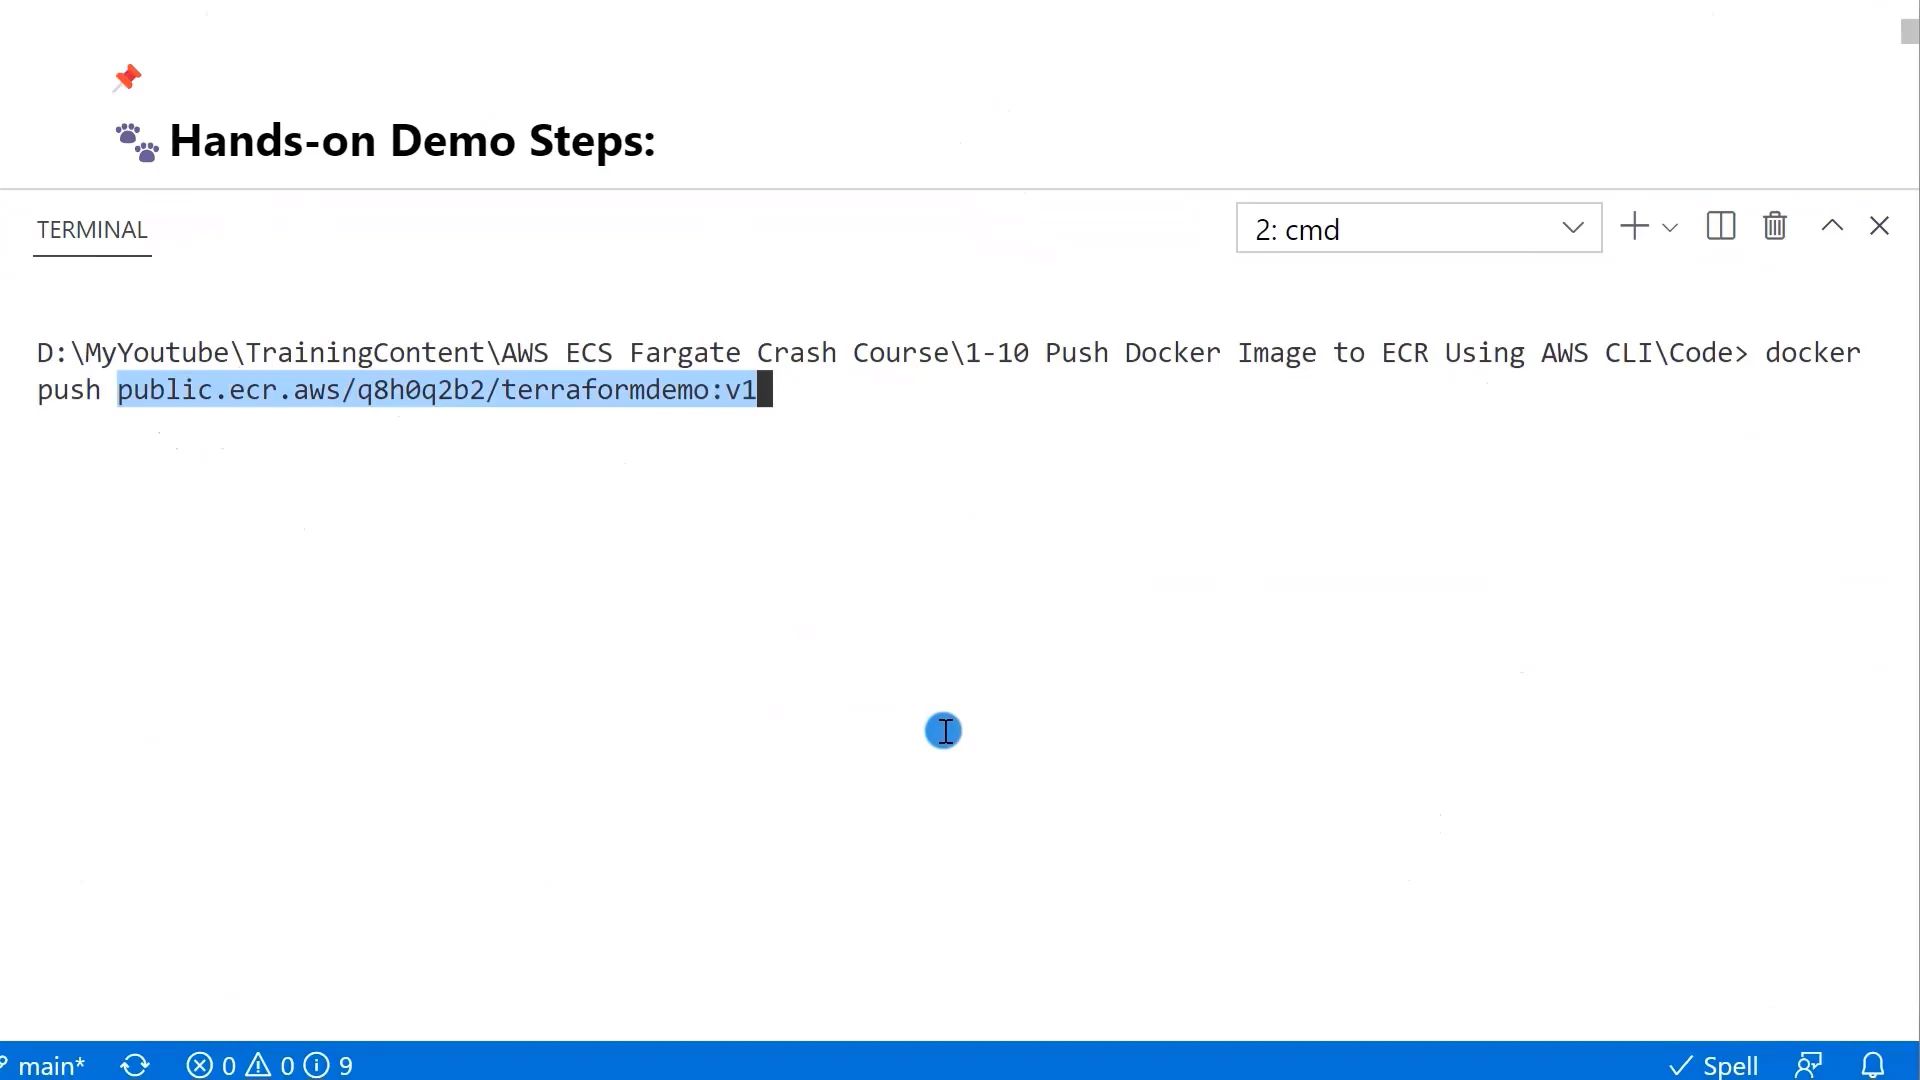 Hands-on Demo Steps:
TERMINAL
2: cmd
D:\MyYoutube\TrainingContent\AWS ECS Fargate Crash Course\1-10 Push Docker Image to ECR Using AWS CLI\Code> docker
push public.ecr.aws/q8h0q2b2/terraformdemo:v1
main* 0 0 9 Spell